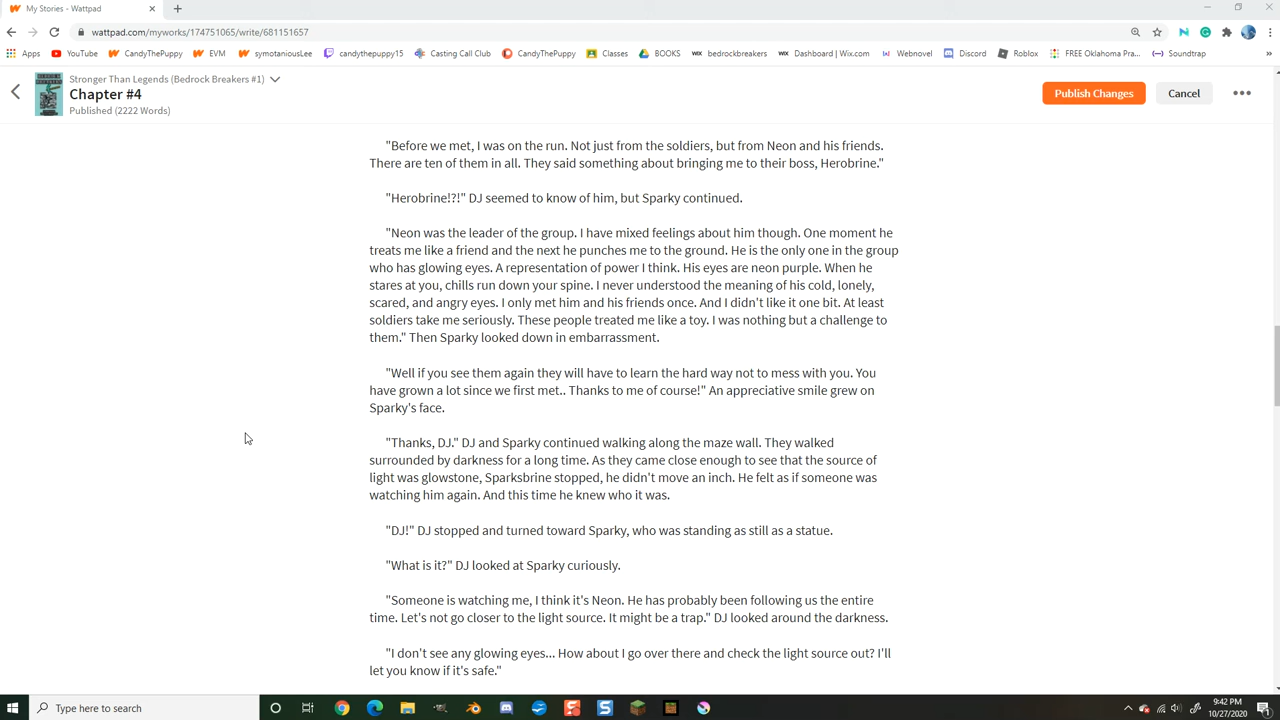 My Stories - Wattpad
wattpad.com/myworks/174751065/write/681151657
Apps YouTube CandyThePuppy EVM symotaniousLee candythepuppy15 Casting Call Club CandyThePuppy Classes BOOKS bedrockbreakers Dashboard | Wix.com Webnovel Discord Roblox FREE Oklahoma Pra... Soundtrap
Stronger Than Legends (Bedrock Breakers #1)
Chapter #4
Published (2222 Words)
Publish Changes
Cancel
"Before we met, I was on the run. Not just from the soldiers, but from Neon and his friends.
There are ten of them in all. They said something about bringing me to their boss, Herobrine."
"Herobrine!?!" DJ seemed to know of him, but Sparky continued.
"Neon was the leader of the group. I have mixed feelings about him though. One moment he
treats me like a friend and the next he punches me to the ground. He is the only one in the group
who has glowing eyes. A representation of power I think. His eyes are neon purple. When he
stares at you, chills run down your spine. I never understood the meaning of his cold, lonely,
scared, and angry eyes. I only met him and his friends once. And I didn't like it one bit. At least
soldiers take me seriously. These people treated me like a toy. I was nothing but a challenge to
them." Then Sparky looked down in embarrassment.
"Well if you see them again they will have to learn the hard way not to mess with you. You
have grown a lot since we first met.. Thanks to me of course!" An appreciative smile grew on
Sparky's face.
"Thanks, DJ." DJ and Sparky continued walking along the maze wall. They walked
surrounded by darkness for a long time. As they came close enough to see that the source of
light was glowstone, Sparksbrine stopped, he didn't move an inch. He felt as if someone was
watching him again. And this time he knew who it was.
"DJ!" DJ stopped and turned toward Sparky, who was standing as still as a statue.
"What is it?" DJ looked at Sparky curiously.
"Someone is watching me, I think it's Neon. He has probably been following us the entire
time. Let's not go closer to the light source. It might be a trap." DJ looked around the darkness.
"I don't see any glowing eyes... How about I go over there and check the light source out? I'll
let you know if it's safe."
Type here to search
9:42 PM
10/27/2020